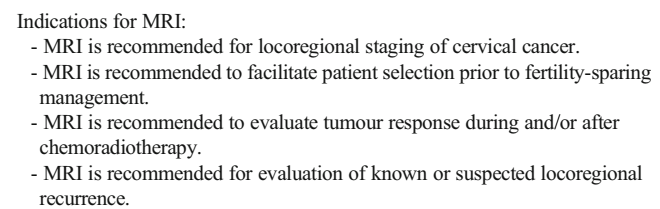 Indications for MRI:
- MRI is recommended for locoregional staging of cervical cancer.
- MRI is recommended to facilitate patient selection prior to fertility-sparing
management.
- MRI is recommended to evaluate tumour response during and/or after
chemoradiotherapy.
- MRI is recommended for evaluation of known or suspected locoregional
recurrence.